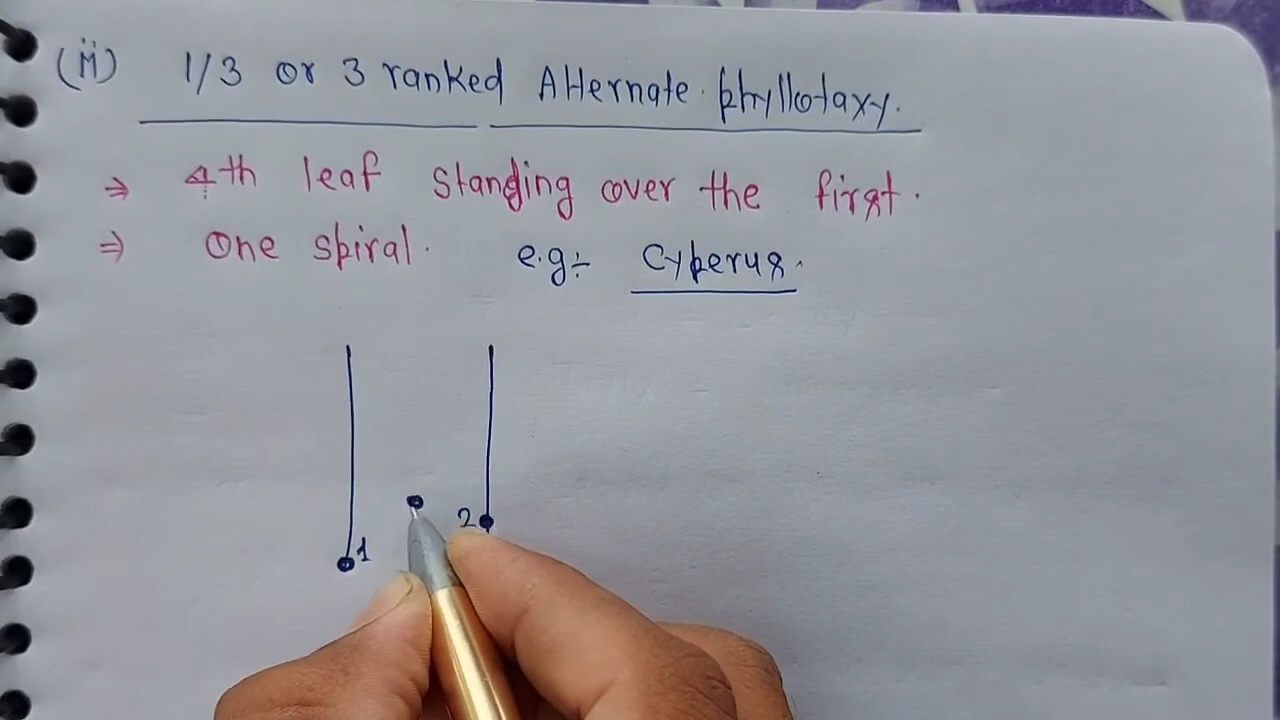 (ii) 1/3 or 3 ranked Alternate phyllotaxy.
⇒ 4th leaf standing over the first.
⇒ One spiral. e.g:- Cyperus.
2
1